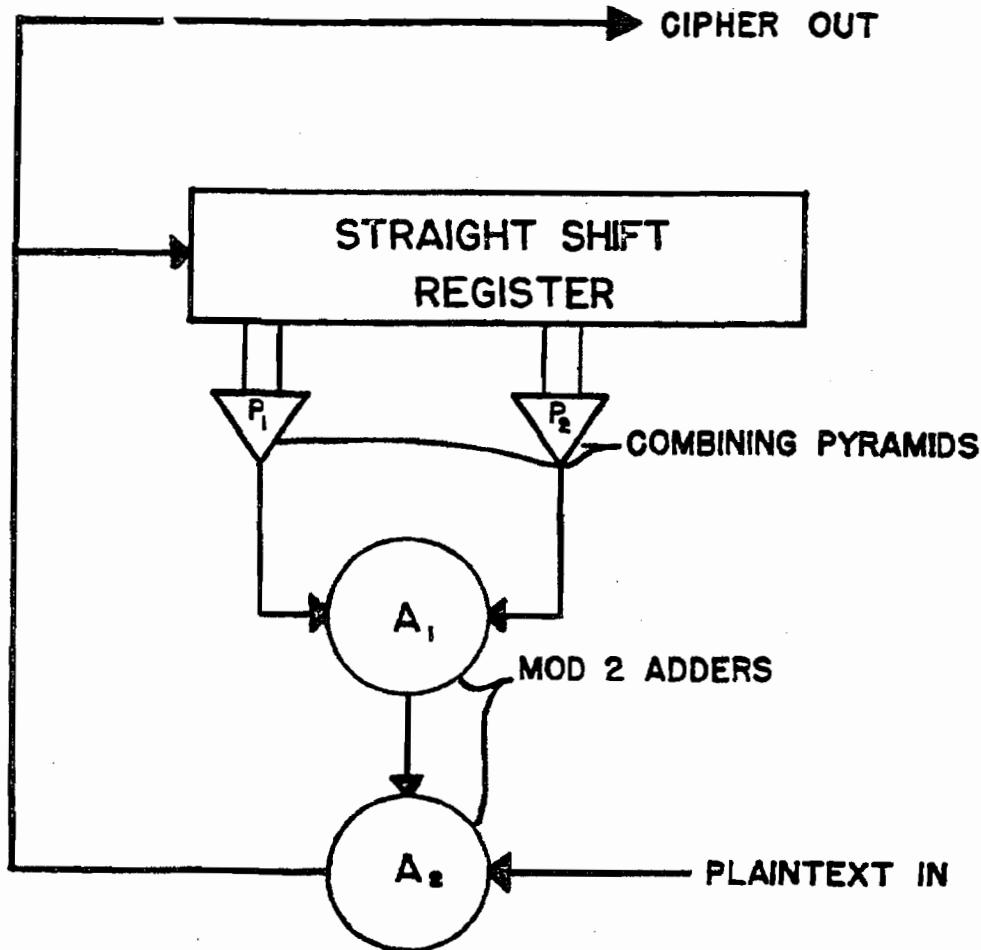 CIPHER OUT
STRAIGHT SHIFT
REGISTER
P₁
P₂
COMBINING PYRAMIDS
A₁
MOD 2 ADDERS
A₂
PLAINTEXT IN